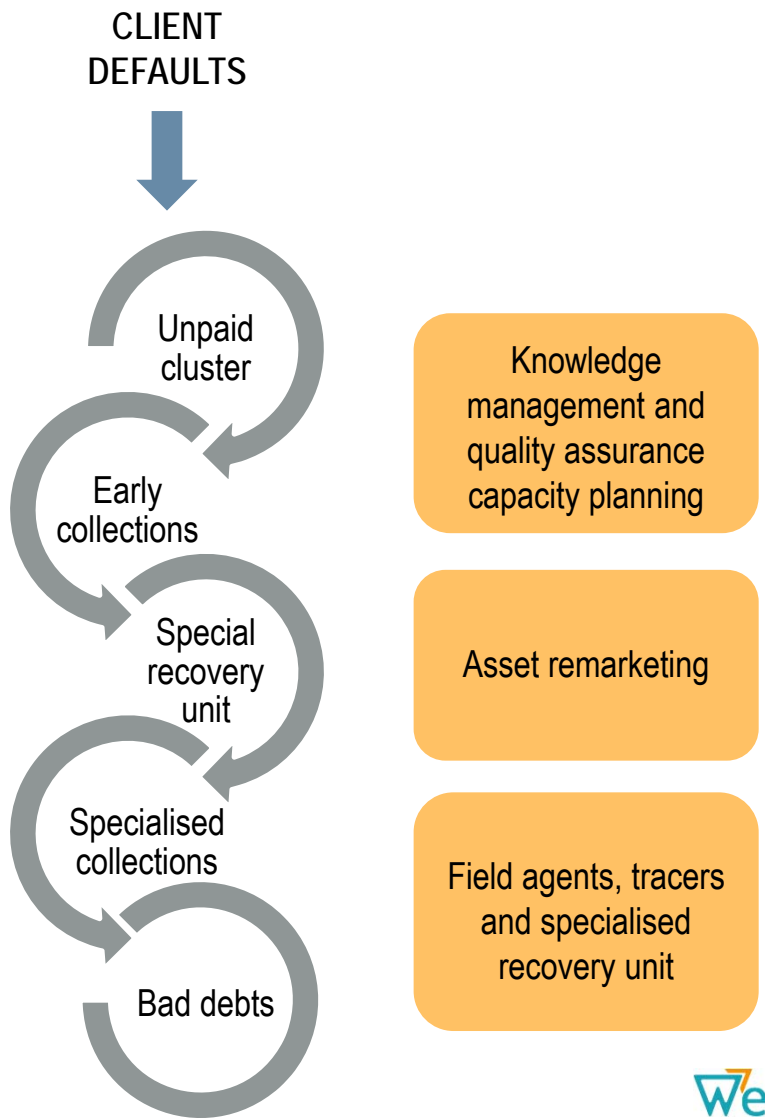 CLIENT
DEFAULTS
Unpaid
cluster
Early
collections
Special
recovery
unit
Specialised
collections
Bad debts
Knowledge
management and
quality assurance
capacity planning
Asset remarketing
Field agents, tracers
and specialised
recovery unit
We